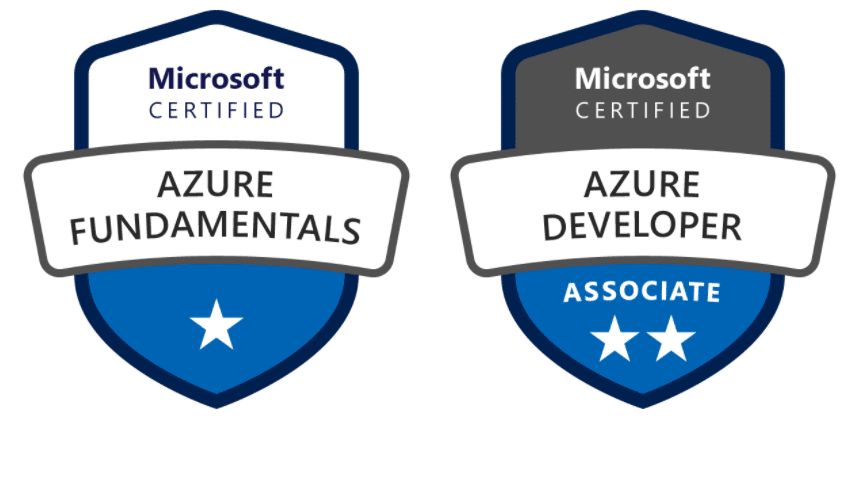 Microsoft
CERTIFIED
AZURE
FUNDAMENTALS
Microsoft
CERTIFIED
AZURE
DEVELOPER
ASSOCIATE